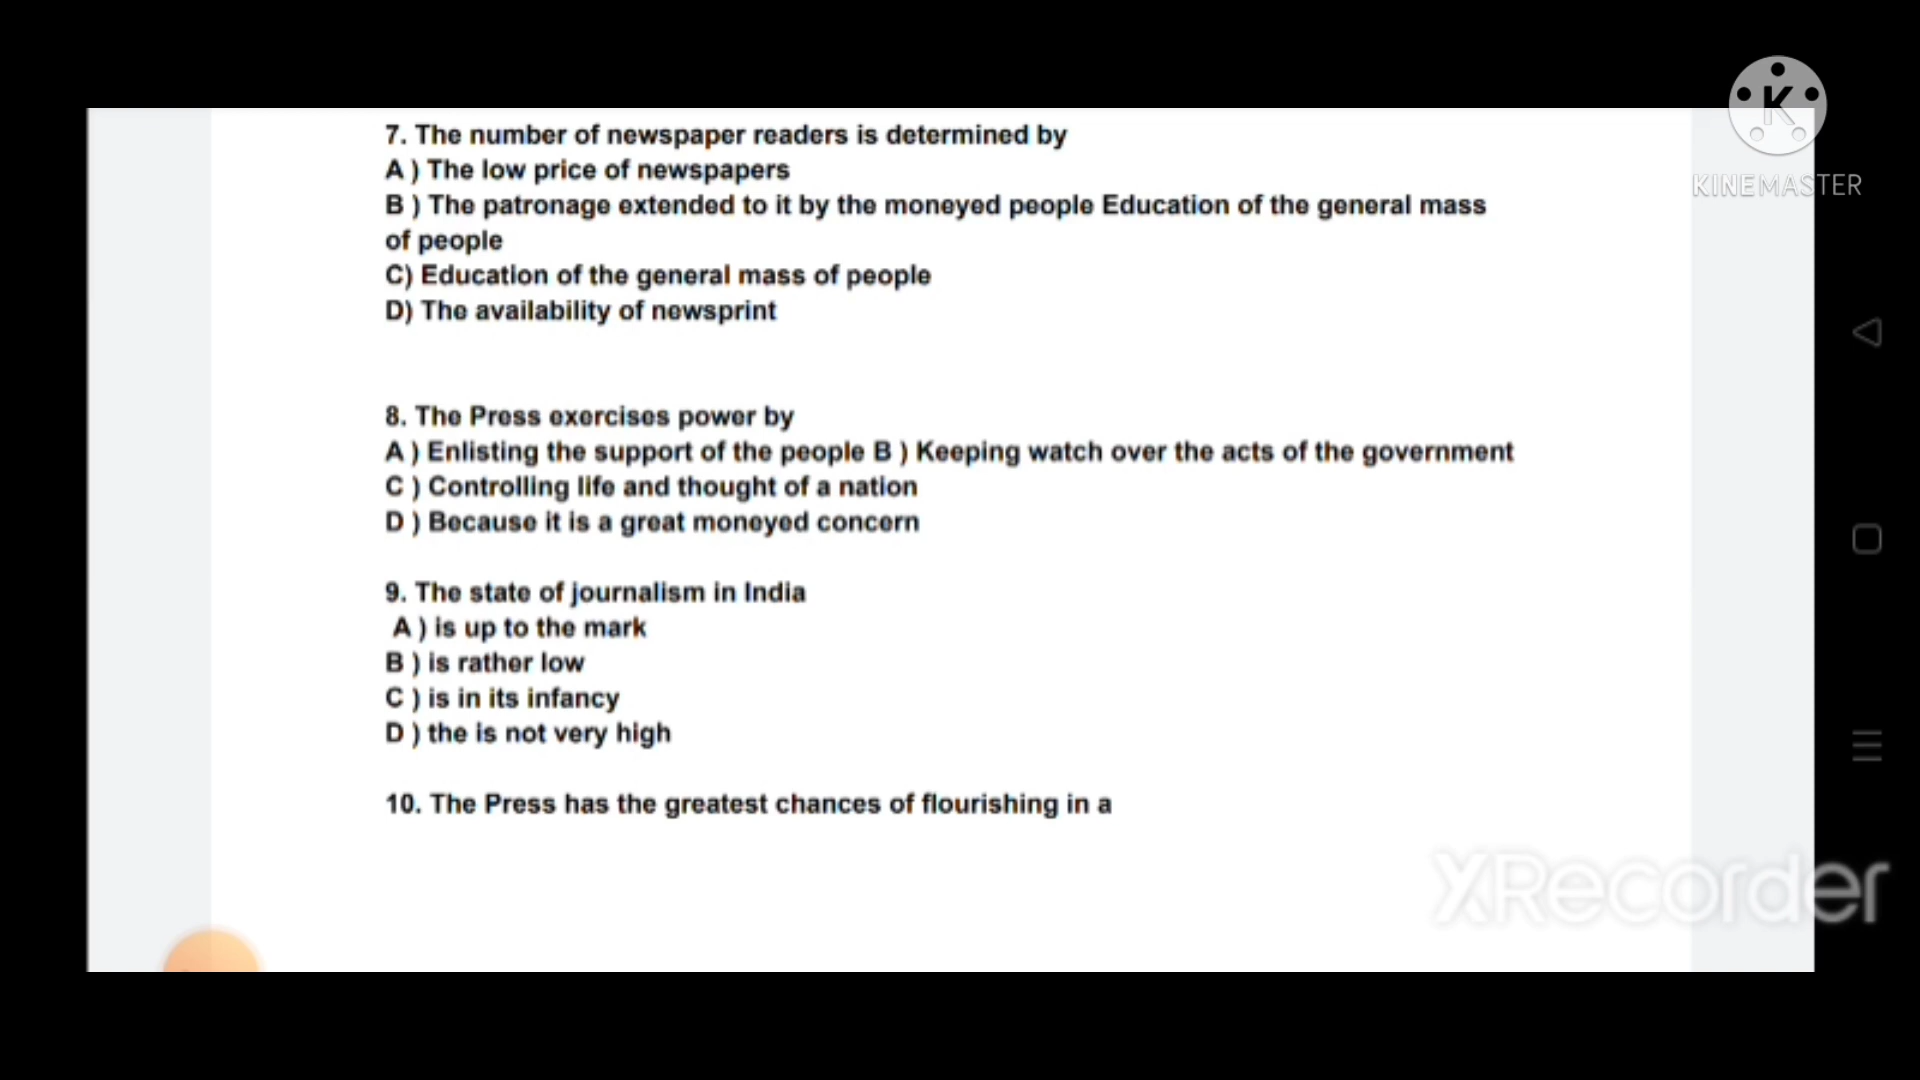 7. The number of newspaper readers is determined by
A ) The low price of newspapers
B ) The patronage extended to it by the moneyed people Education of the general mass
of people
C) Education of the general mass of people
D) The availability of newsprint
8. The Press exercises power by
A ) Enlisting the support of the people B ) Keeping watch over the acts of the government
C ) Controlling life and thought of a nation
D ) Because it is a great moneyed concern
9. The state of journalism in India
A ) is up to the mark
B ) is rather low
C ) is in its infancy
D ) the is not very high
10. The Press has the greatest chances of flourishing in a
K
KINEMASTER
XRecorder